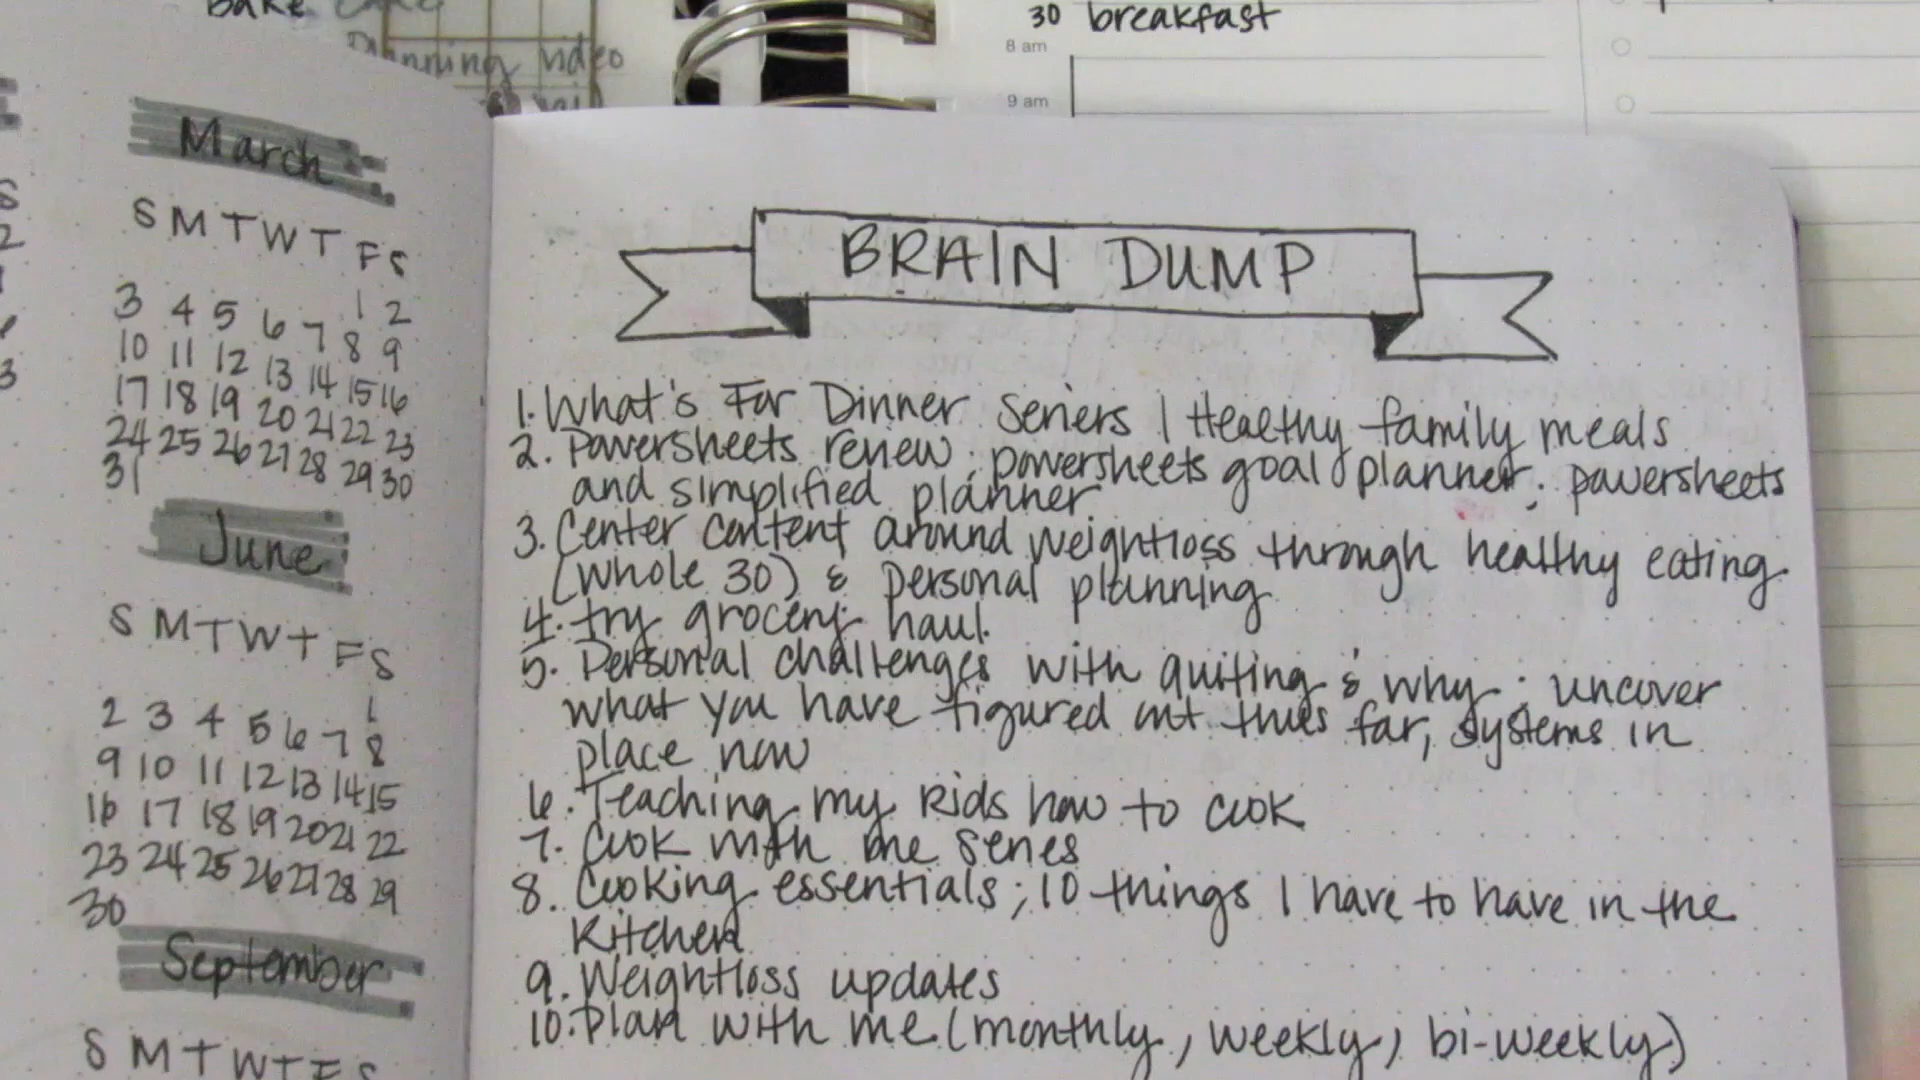 Bake
Planning video
30 breakfast
8 am
9 am
March
S M T W T F S
1 2
3 4 5 6 7 8 9
10 11 12 13 14 15 16
17 18 19 20 21 22 23
24 25 26 27 28 29 30
31
June
S M T W T F S
1
2 3 4 5 6 7 8
9 10 11 12 13 14 15
16 17 18 19 20 21 22
23 24 25 26 27 28 29
30
September
S M T W T F S
BRAIN DUMP
1. What's For Dinner Seriers | Healthy family meals
2. Powersheets renew; powersheets goal planner; powersheets
and simplified planner
3. Center content around weightloss through healthy eating
(whole 30) & personal planning
4. try grocery haul.
5. Personal challenges with quiting & why; uncover
what you have figured out thus far, systems in
place now
6. Teaching my kids how to cook
7. Cook with me series
8. Cooking essentials; 10 things I have to have in the
Kitchen
9. Weightloss updates
10. Plan with me (monthly, weekly, bi-weekly)